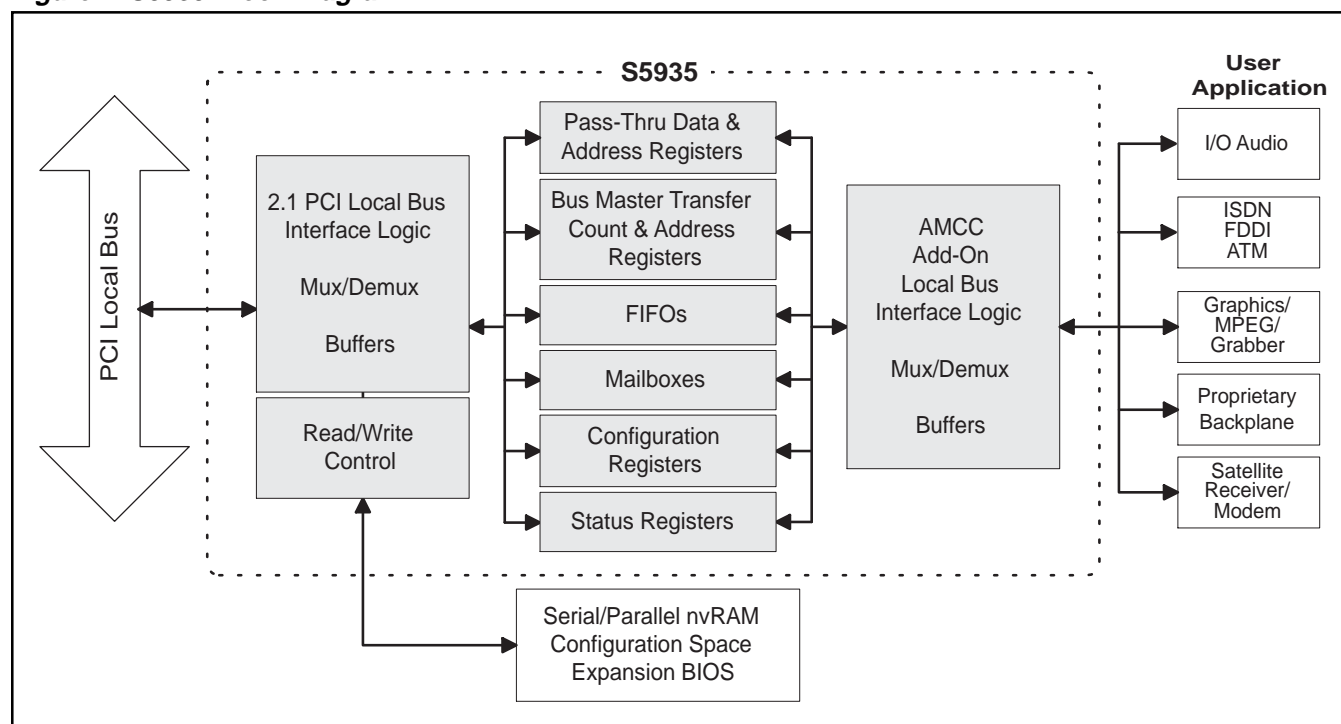 S5935
User
Application
PCI Local Bus
2.1 PCI Local Bus
Interface Logic
Mux/Demux
Buffers
Read/Write
Control
Pass-Thru Data &
Address Registers
Bus Master Transfer
Count & Address
Registers
FIFOs
Mailboxes
Configuration
Registers
Status Registers
AMCC
Add-On
Local Bus
Interface Logic
Mux/Demux
Buffers
I/O Audio
ISDN
FDDI
ATM
Graphics/
MPEG/
Grabber
Proprietary
Backplane
Satellite
Receiver/
Modem
Serial/Parallel nvRAM
Configuration Space
Expansion BIOS